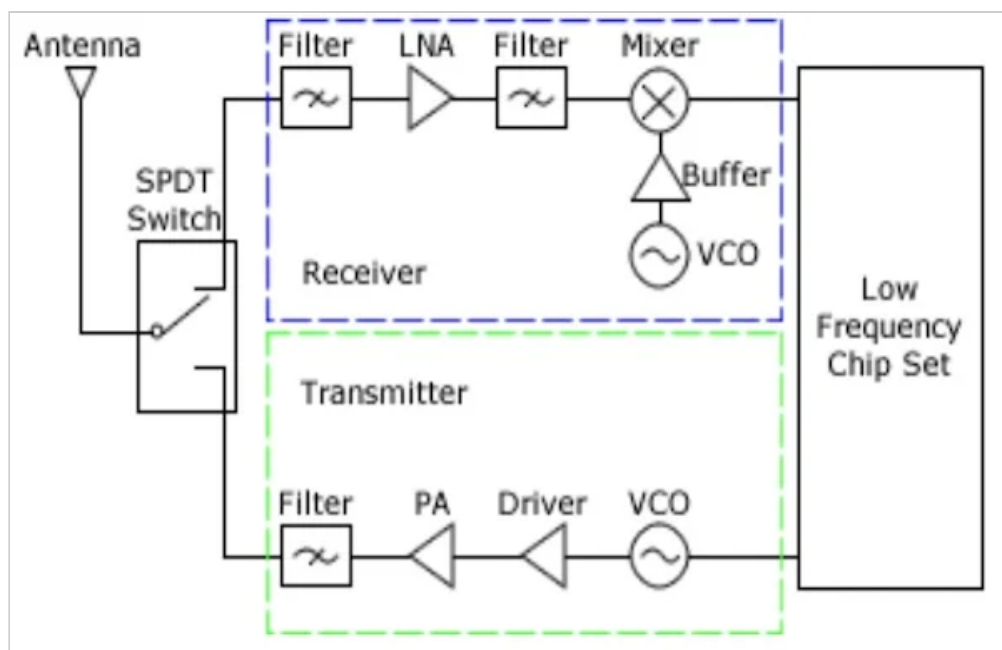 Antenna
Filter
LNA
Filter
Mixer
SPDT
Switch
Buffer
VCO
Receiver
Low
Frequency
Chip Set
Transmitter
Filter
PA
Driver
VCO